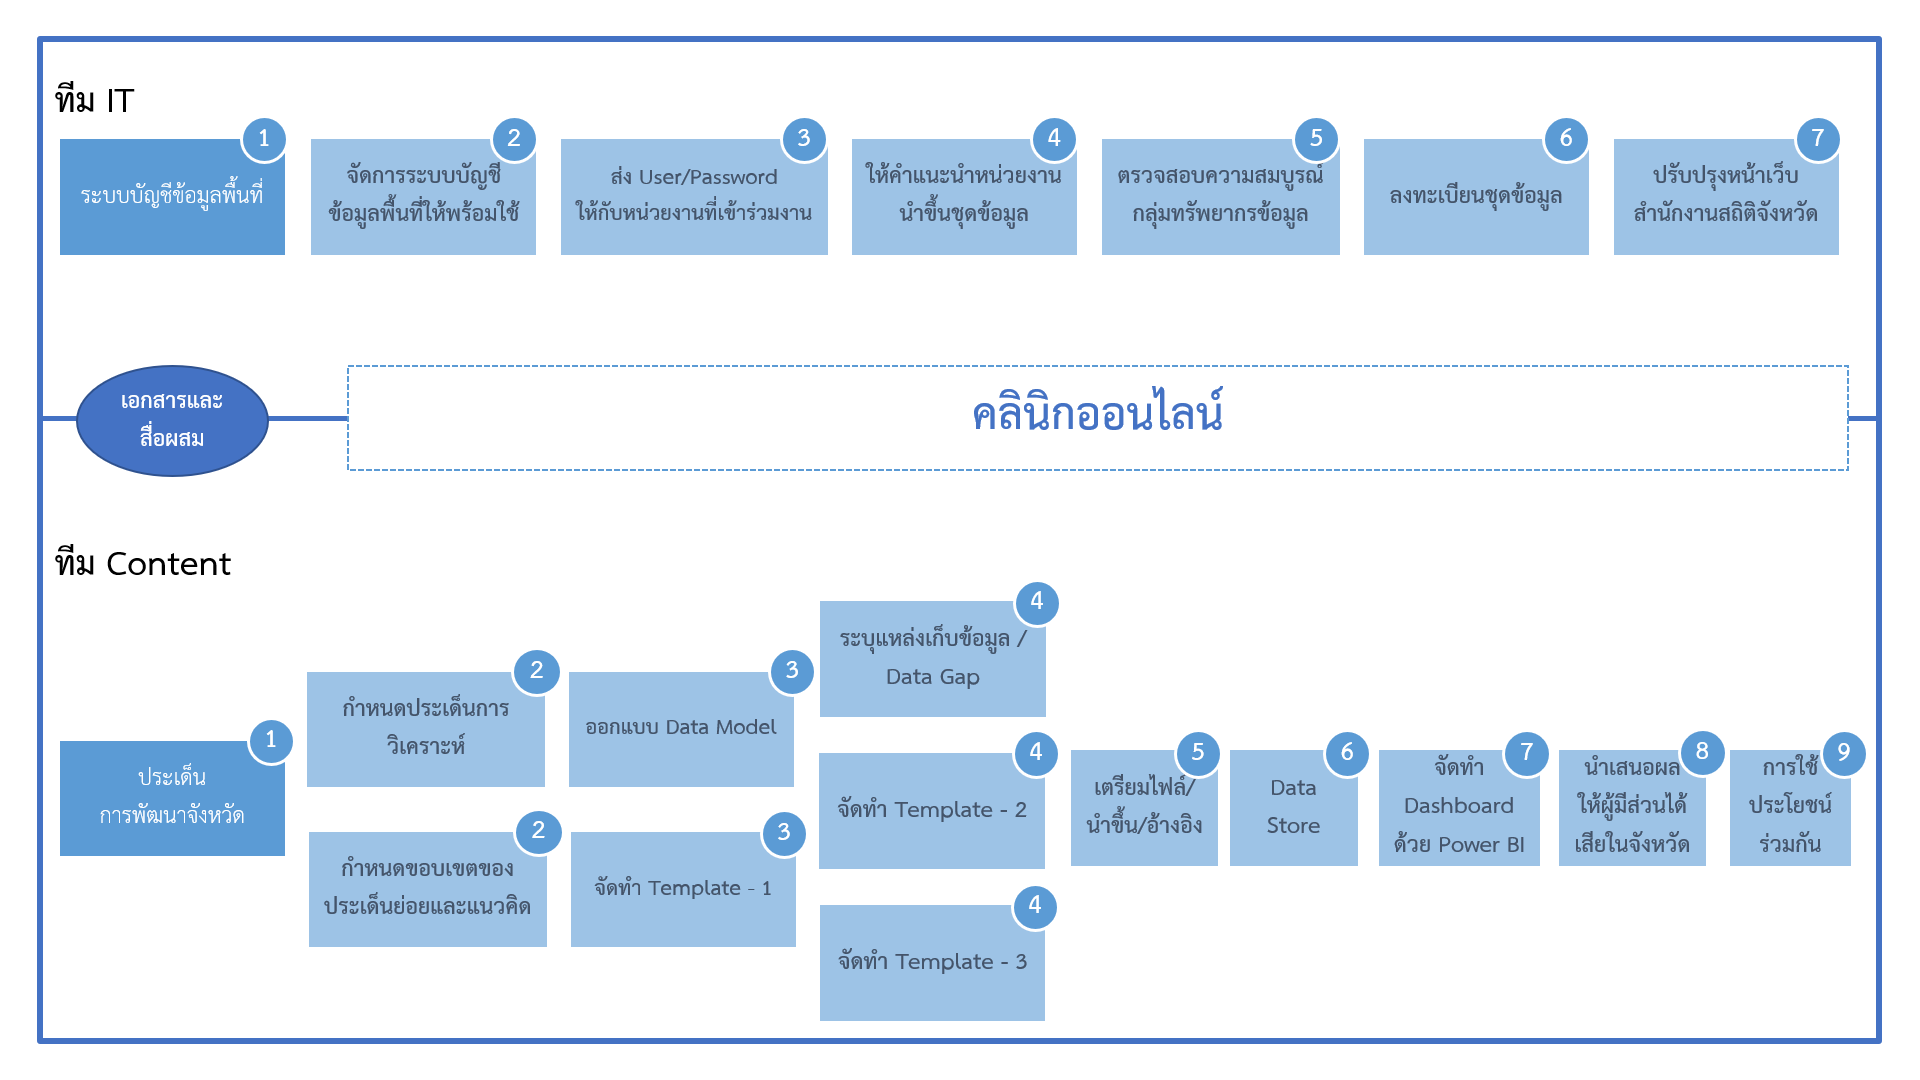 ทีม IT
1
ระบบบัญชีข้อมูลพื้นที่
2
จัดการระบบบัญชี
ข้อมูลพื้นที่ให้พร้อมใช้
3
ส่ง User/Password
ให้กับหน่วยงานที่เข้าร่วมงาน
4
ให้คำแนะนำหน่วยงาน
นำขึ้นชุดข้อมูล
5
ตรวจสอบความสมบูรณ์
กลุ่มทรัพยากรข้อมูล
6
ลงทะเบียนชุดข้อมูล
7
ปรับปรุงหน้าเว็บ
สำนักงานสถิติจังหวัด
เอกสารและ
สื่อผสม
คลินิกออนไลน์
ทีม Content
1
ประเด็น
การพัฒนาจังหวัด
2
กำหนดประเด็นการ
วิเคราะห์
2
กำหนดขอบเขตของ
ประเด็นย่อยและแนวคิด
3
ออกแบบ Data Model
3
จัดทำ Template - 1
4
ระบุแหล่งเก็บข้อมูล /
Data Gap
4
จัดทำ Template - 2
4
จัดทำ Template - 3
5
เตรียมไฟล์/
นำขึ้น/อ้างอิง
6
Data
Store
7
จัดทำ
Dashboard
ด้วย Power BI
8
นำเสนอผล
ให้ผู้มีส่วนได้
เสียในจังหวัด
9
การใช้
ประโยชน์
ร่วมกัน